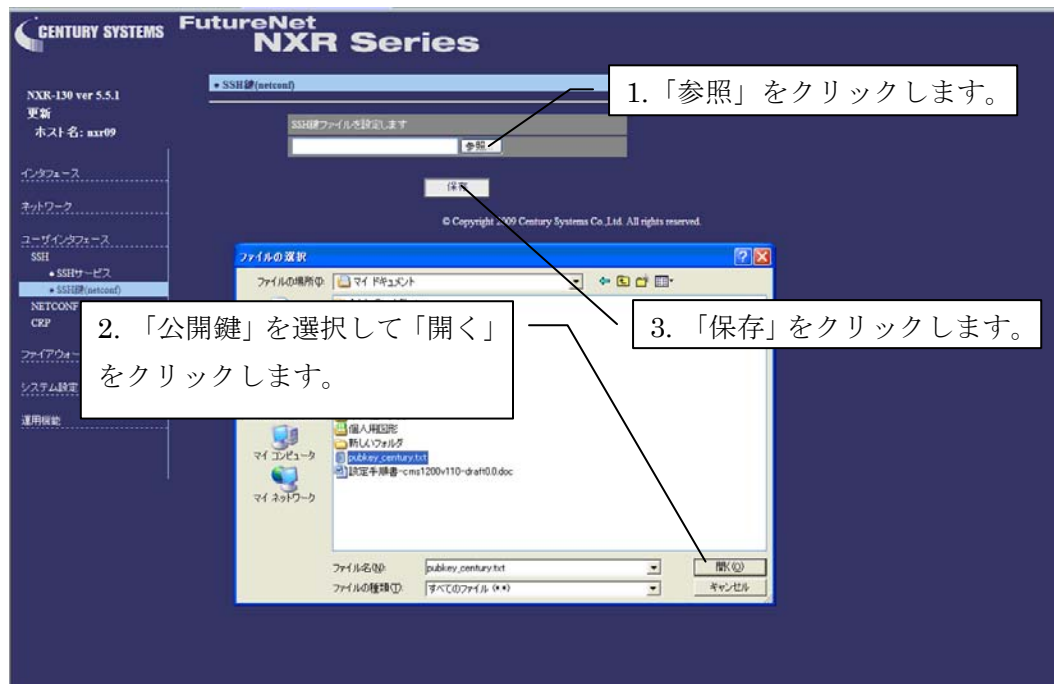 CENTURY SYSTEMS
FutureNet
NXR Series
NXR-130 ver 5.5.1
更新
ホスト名: nxr09
インタフェース
ネットワーク
ユーザインタフェース
SSH
• SSHサービス
• SSH鍵(netconf)
NETCONF
CRP
ファイアウォー
システム設定
運用機能
• SSH鍵(netconf)
SSH鍵ファイルを設定します
参照...
保存
© Copyright 2009 Century Systems Co.,Ltd. All rights reserved.
1.「参照」をクリックします。
2. 「公開鍵」を選択して「開く」
をクリックします。
3. 「保存」をクリックします。
ファイルの選択
ファイルの場所(I):
マイ ドキュメント
個人用図形
新しいフォルダ
pubkey_century.txt
設定手順書-cms1200v110-draft0.0.doc
マイ コンピュータ
マイ ネットワーク
ファイル名(N):
pubkey_century.txt
開く(O)
ファイルの種類(T):
すべてのファイル (*.*)
キャンセル